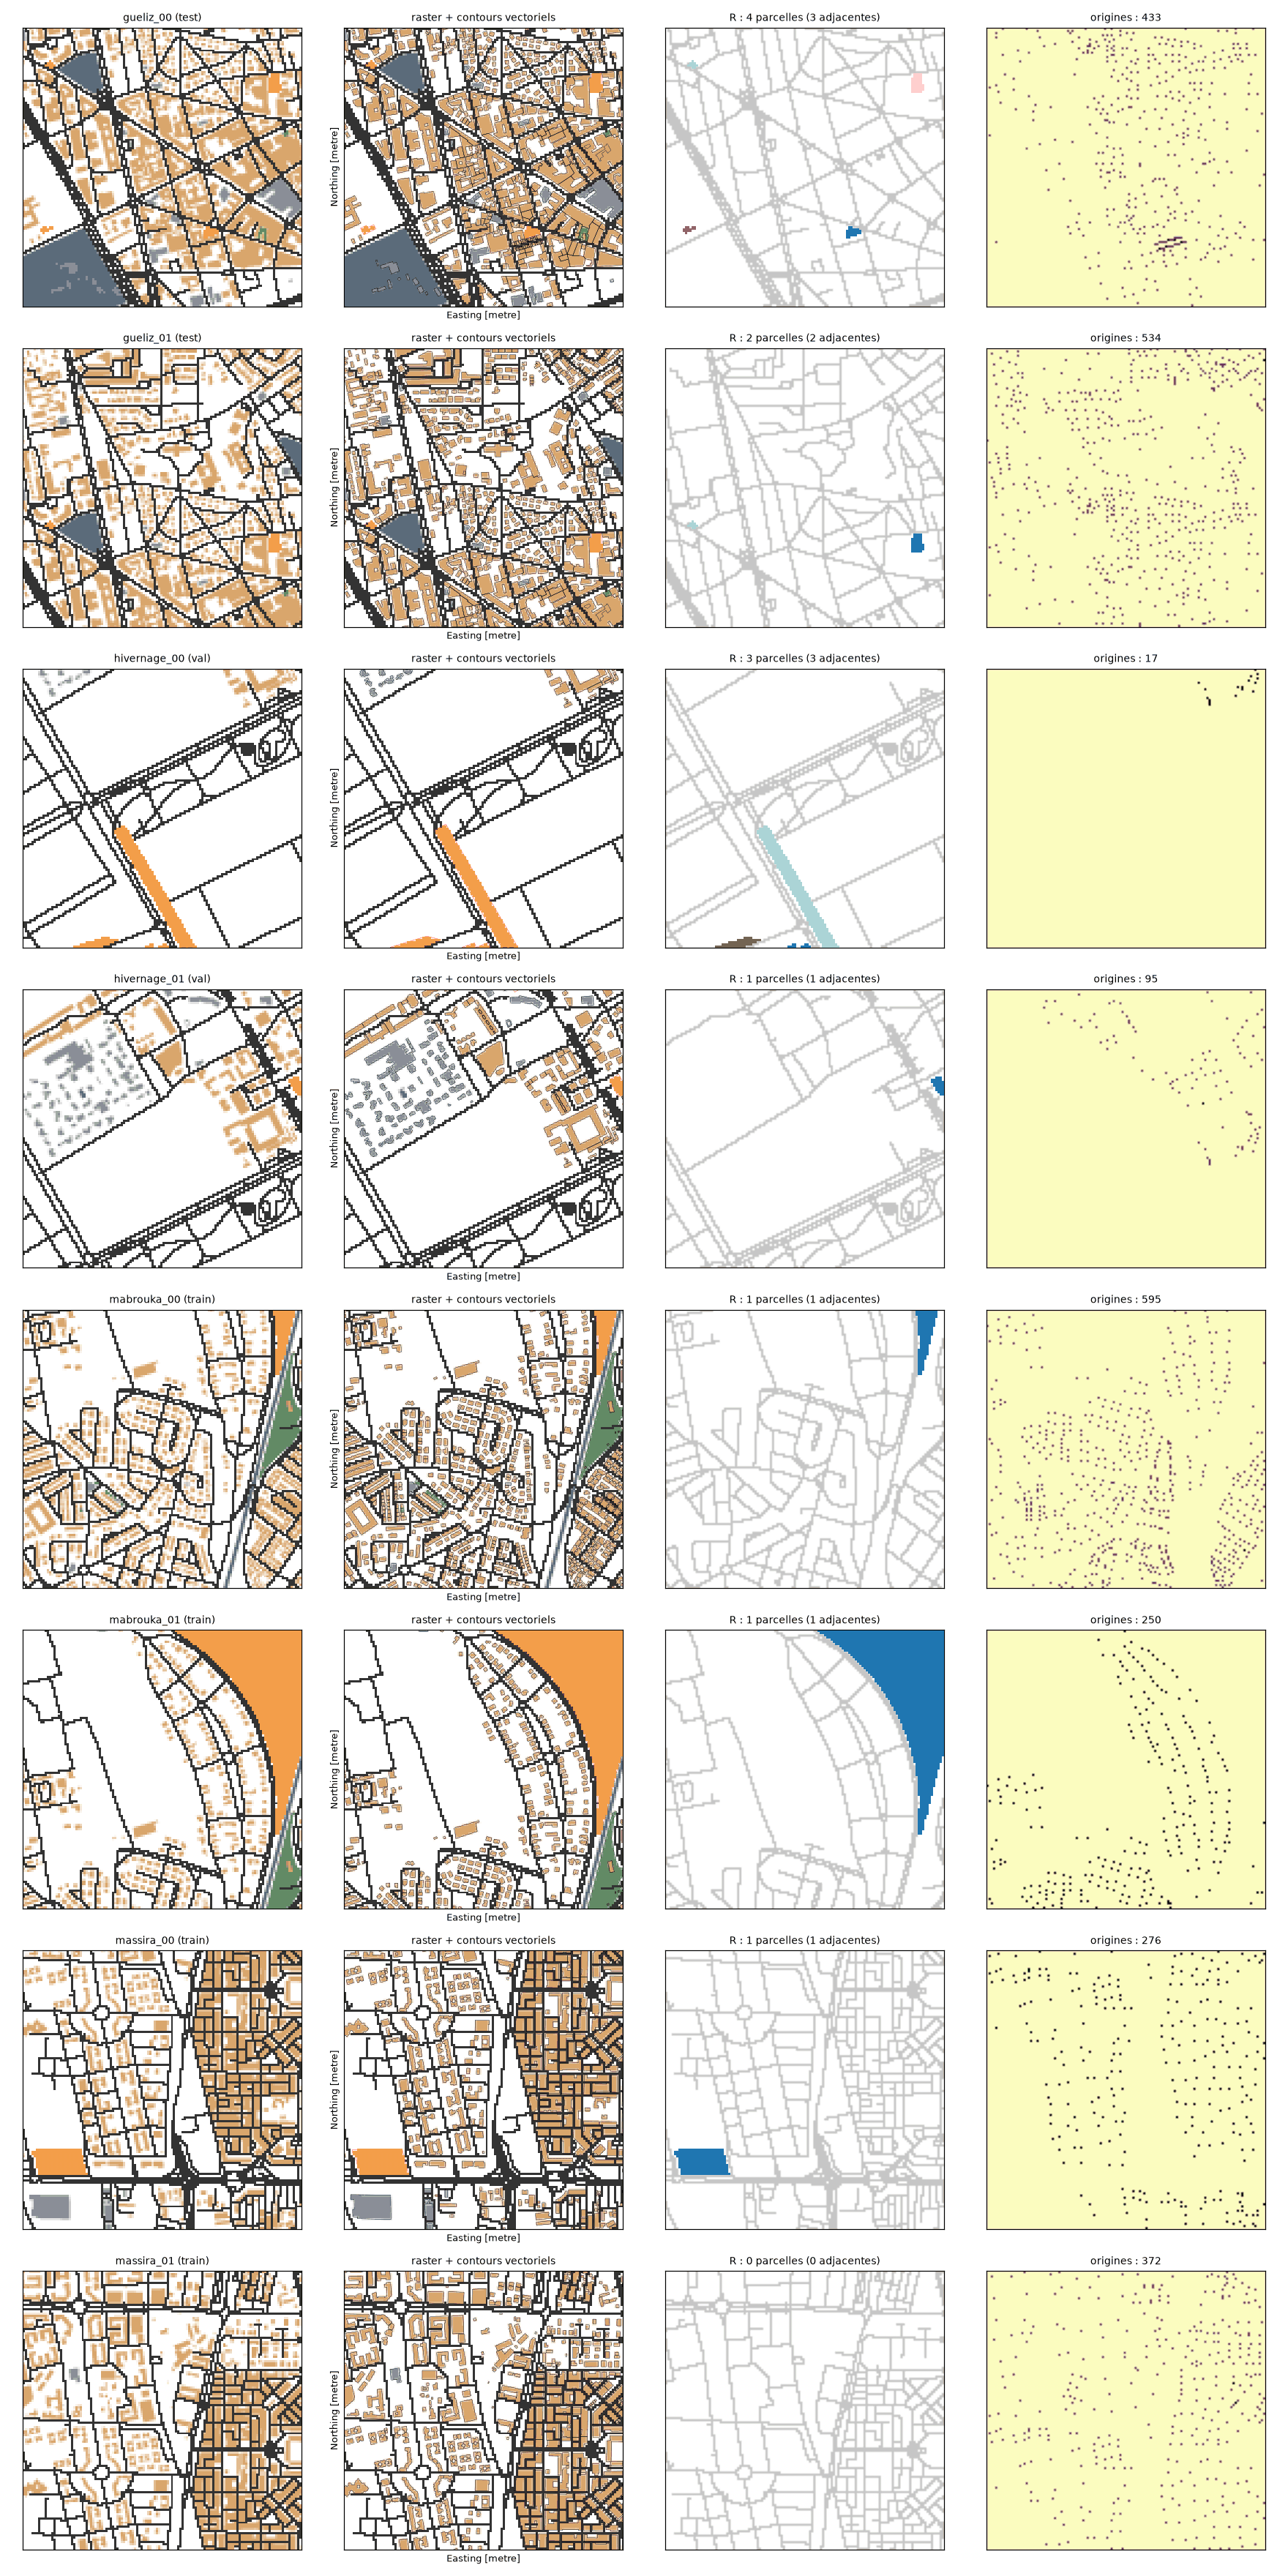 gueliz_00 (test)
raster + contours vectoriels
R : 4 parcelles (3 adjacentes)
origines : 433
Northing [metre]
Easting [metre]
gueliz_01 (test)
raster + contours vectoriels
R : 2 parcelles (2 adjacentes)
origines : 534
Northing [metre]
Easting [metre]
hivernage_00 (val)
raster + contours vectoriels
R : 3 parcelles (3 adjacentes)
origines : 17
Northing [metre]
Easting [metre]
hivernage_01 (val)
raster + contours vectoriels
R : 1 parcelles (1 adjacentes)
origines : 95
Northing [metre]
Easting [metre]
mabrouka_00 (train)
raster + contours vectoriels
R : 1 parcelles (1 adjacentes)
origines : 595
Northing [metre]
Easting [metre]
mabrouka_01 (train)
raster + contours vectoriels
R : 1 parcelles (1 adjacentes)
origines : 250
Northing [metre]
Easting [metre]
massira_00 (train)
raster + contours vectoriels
R : 1 parcelles (1 adjacentes)
origines : 276
Northing [metre]
Easting [metre]
massira_01 (train)
raster + contours vectoriels
R : 0 parcelles (0 adjacentes)
origines : 372
Northing [metre]
Easting [metre]